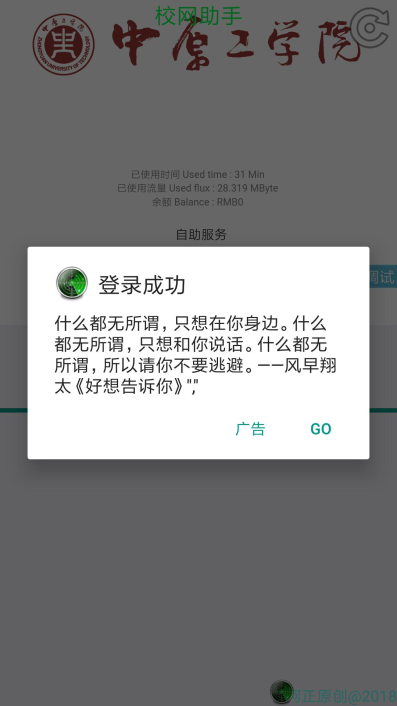 校网助手
中原工学院
已使用时间 Used time : 31 Min
已使用流量 Used flux : 28.319 MByte
余额 Balance : RMB0
自助服务
调试
登录成功
什么都无所谓，只想在你身边。什么
都无所谓，只想和你说话。什么都无
所谓，所以请你不要逃避。——风早翔
太《好想告诉你》","
广告
GO
正原创@2018